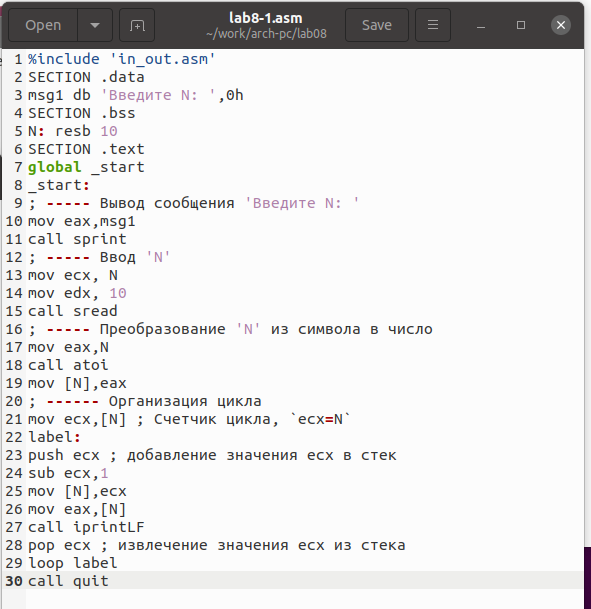 Open
lab8-1.asm
~/work/arch-pc/lab08
Save
1 %include 'in_out.asm'
2 SECTION .data
3 msg1 db 'Введите N: ',0h
4 SECTION .bss
5 N: resb 10
6 SECTION .text
7 global _start
8 _start:
9 ; ----- Вывод сообщения 'Введите N: '
10 mov eax,msg1
11 call sprint
12 ; ----- Ввод 'N'
13 mov ecx, N
14 mov edx, 10
15 call sread
16 ; ----- Преобразование 'N' из символа в число
17 mov eax,N
18 call atoi
19 mov [N],eax
20 ; ------ Организация цикла
21 mov ecx,[N] ; Счетчик цикла, `ecx=N`
22 label:
23 push ecx ; добавление значения ecx в стек
24 sub ecx,1
25 mov [N],ecx
26 mov eax,[N]
27 call iprintLF
28 pop ecx ; извлечение значения ecx из стека
29 loop label
30 call quit